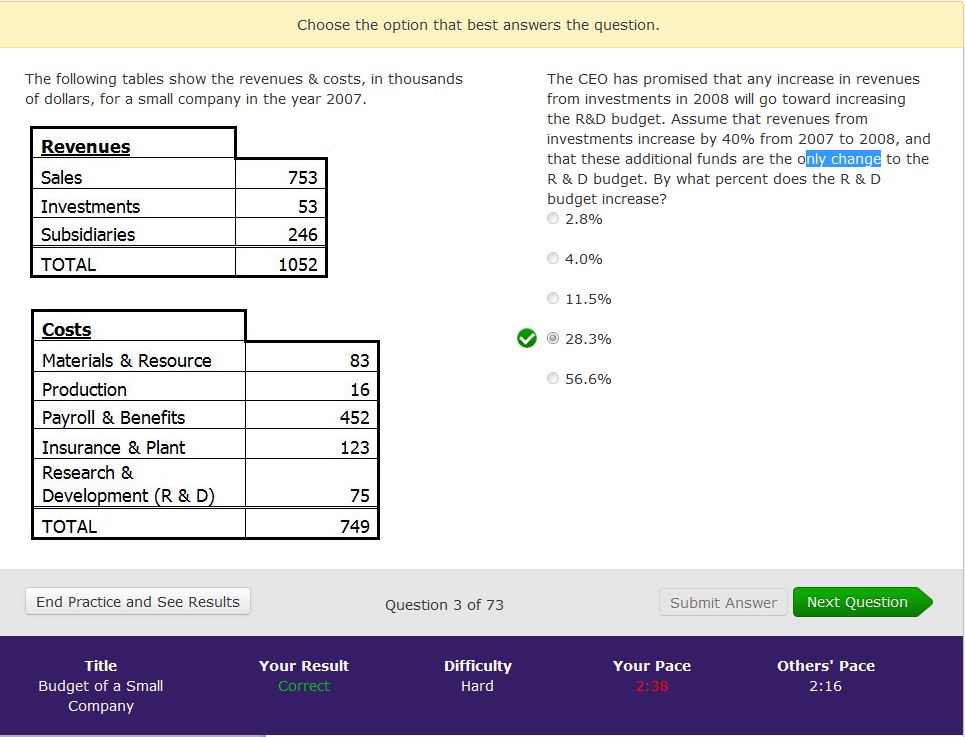 Choose the option that best answers the question.
The following tables show the revenues & costs, in thousands
of dollars, for a small company in the year 2007.
Revenues
Sales 753
Investments 53
Subsidiaries 246
TOTAL 1052
Costs
Materials & Resource 83
Production 16
Payroll & Benefits 452
Insurance & Plant 123
Research &
Development (R & D) 75
TOTAL 749
The CEO has promised that any increase in revenues
from investments in 2008 will go toward increasing
the R&D budget. Assume that revenues from
investments increase by 40% from 2007 to 2008, and
that these additional funds are the only change to the
R & D budget. By what percent does the R & D
budget increase?
2.8%
4.0%
11.5%
28.3%
56.6%
End Practice and See Results
Question 3 of 73
Submit Answer
Next Question
Title Your Result Difficulty Your Pace Others' Pace
Budget of a Small Correct Hard 2:38 2:16
Company